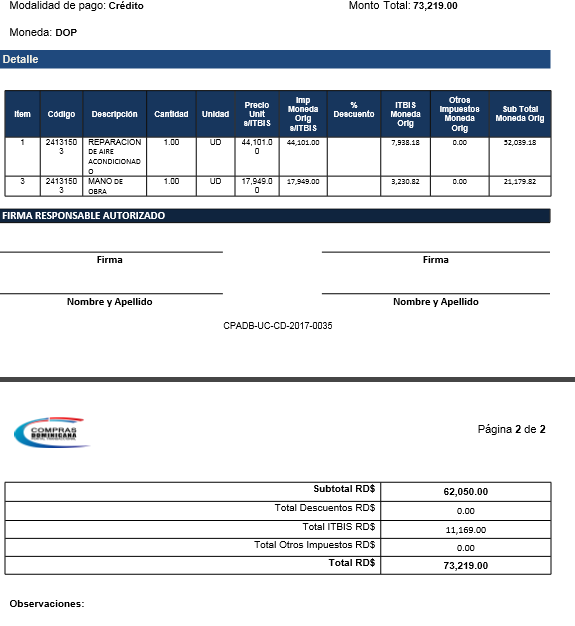 Modalidad de pago: Crédito Monto Total: 73,219.00
Moneda: DOP
Detalle
Item Código Descripción Cantidad Unidad Precio Unit s/ITBIS Imp Moneda Orig s/ITBIS % Descuento ITBIS Moneda Orig Otros Impuestos Moneda Orig Sub Total Moneda Orig
1 24131503 REPARACION DE AIRE ACONDICIONADO 1.00 UD 44,101.00 44,101.00 7,938.18 0.00 52,039.18
3 24131503 MANO DE OBRA 1.00 UD 17,949.00 17,949.00 3,230.82 0.00 21,179.82
FIRMA RESPONSABLE AUTORIZADO
Firma Firma
Nombre y Apellido Nombre y Apellido
CPADB-UC-CD-2017-0035
COMPRAS
DOMINICANA
Página 2 de 2
Subtotal RD$ 62,050.00
Total Descuentos RD$ 0.00
Total ITBIS RD$ 11,169.00
Total Otros Impuestos RD$ 0.00
Total RD$ 73,219.00
Observaciones: